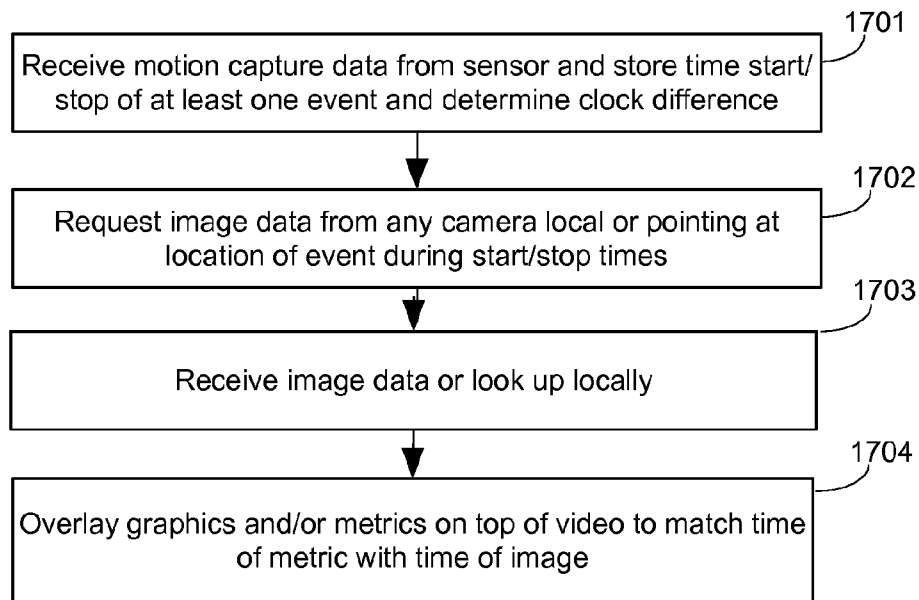 1701
Receive motion capture data from sensor and store time start/
stop of at least one event and determine clock difference
1702
Request image data from any camera local or pointing at
location of event during start/stop times
1703
Receive image data or look up locally
1704
Overlay graphics and/or metrics on top of video to match time
of metric with time of image